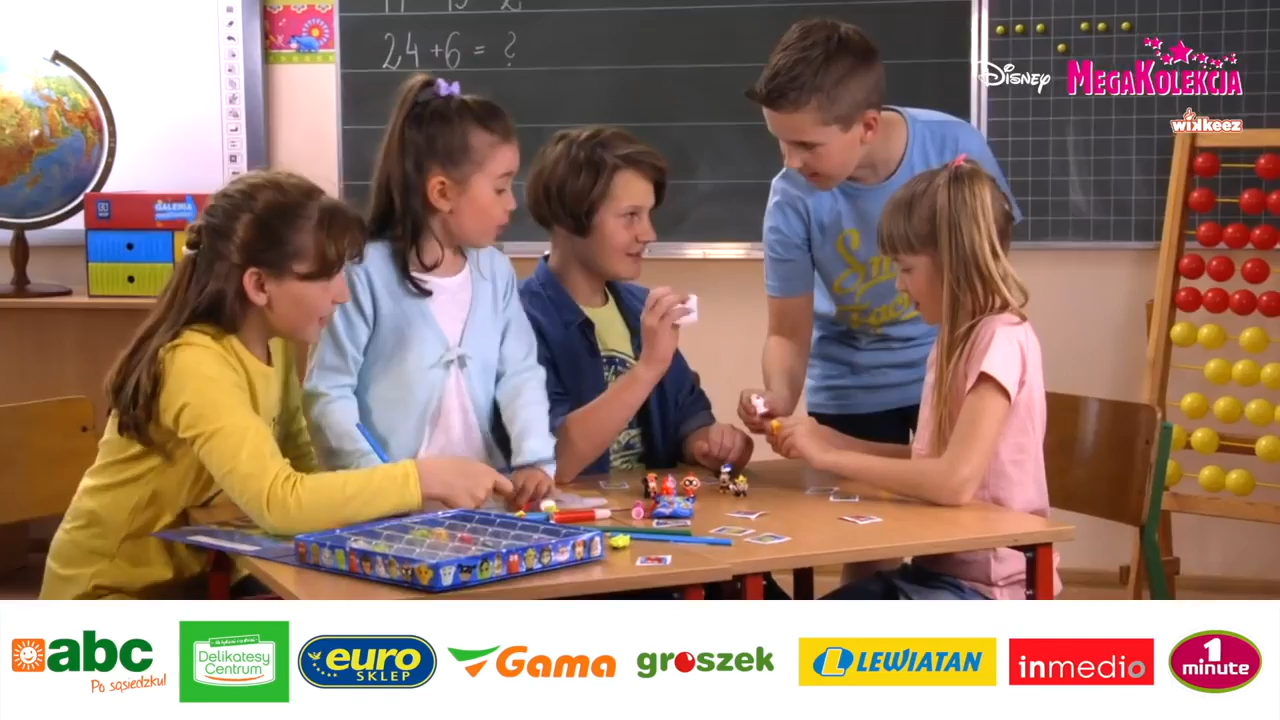 24+6=?
Disney
MEGAKOLEKCJA
wikkeez
GALERIA
abc
Po sąsiedzku!
Delikatesy
Centrum
euro
SKLEP
Gama
groszek
LEWIATAN
inmedio
1
minute